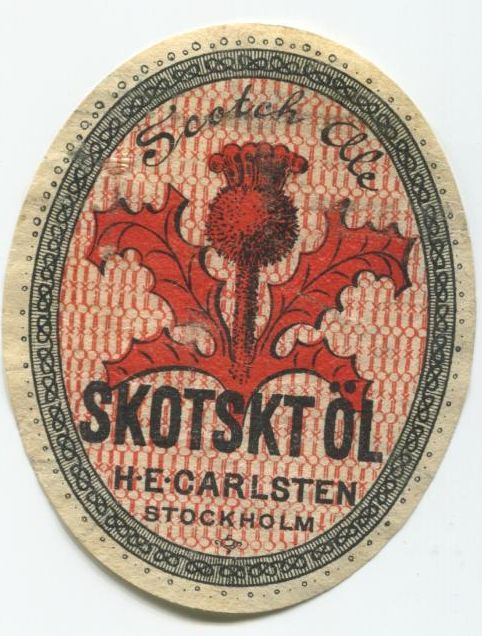 Scotch Ale
SKOTSKT ÖL
H·E·CARLSTEN
STOCKHOLM